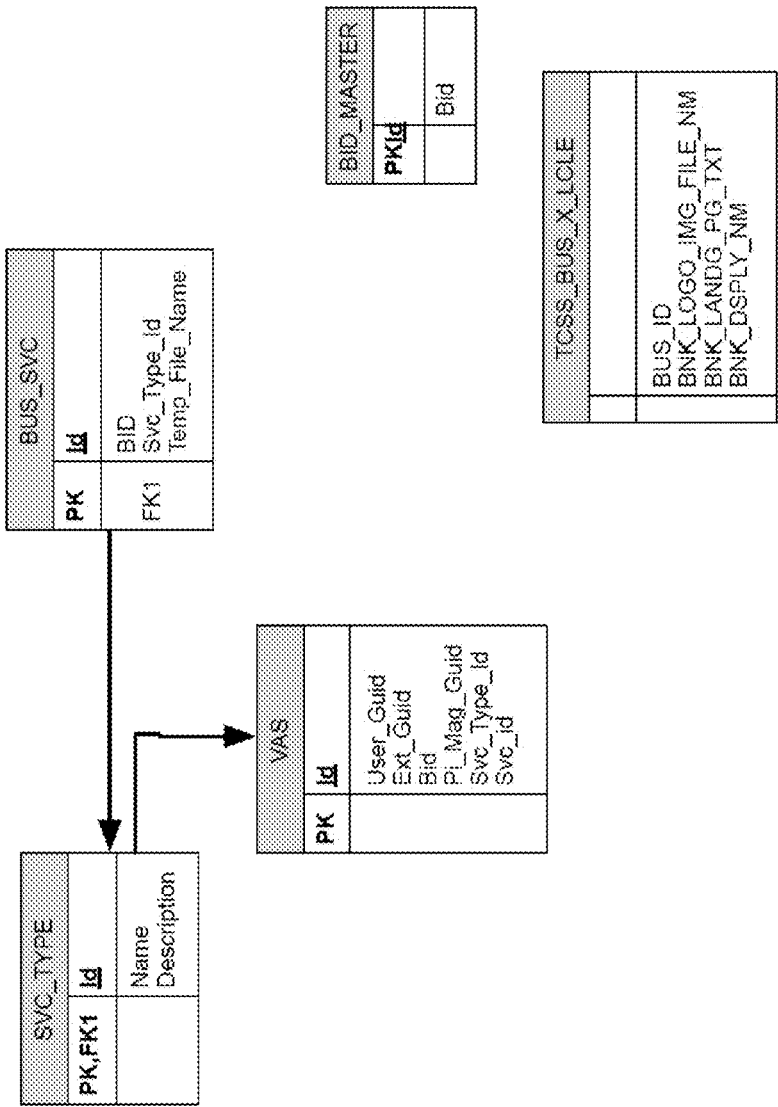 SVC_TYPE
PK,FK1 Id
Name
Description
BUS_SVC
PK Id
BID
FK1 Svc_Type_Id
Temp_File_Name
VAS
PK Id
User_Guid
Ext_Guid
Bid
Pi_Mag_Guid
Svc_Type_Id
Svc_id
BID_MASTER
PK Id
Bid
TCSS_BUS_X_LCLE
BUS_ID
BNK_LOGO_IMG_FILE_NM
BNK_LANDG_PG_TXT
BNK_DSPLY_NM